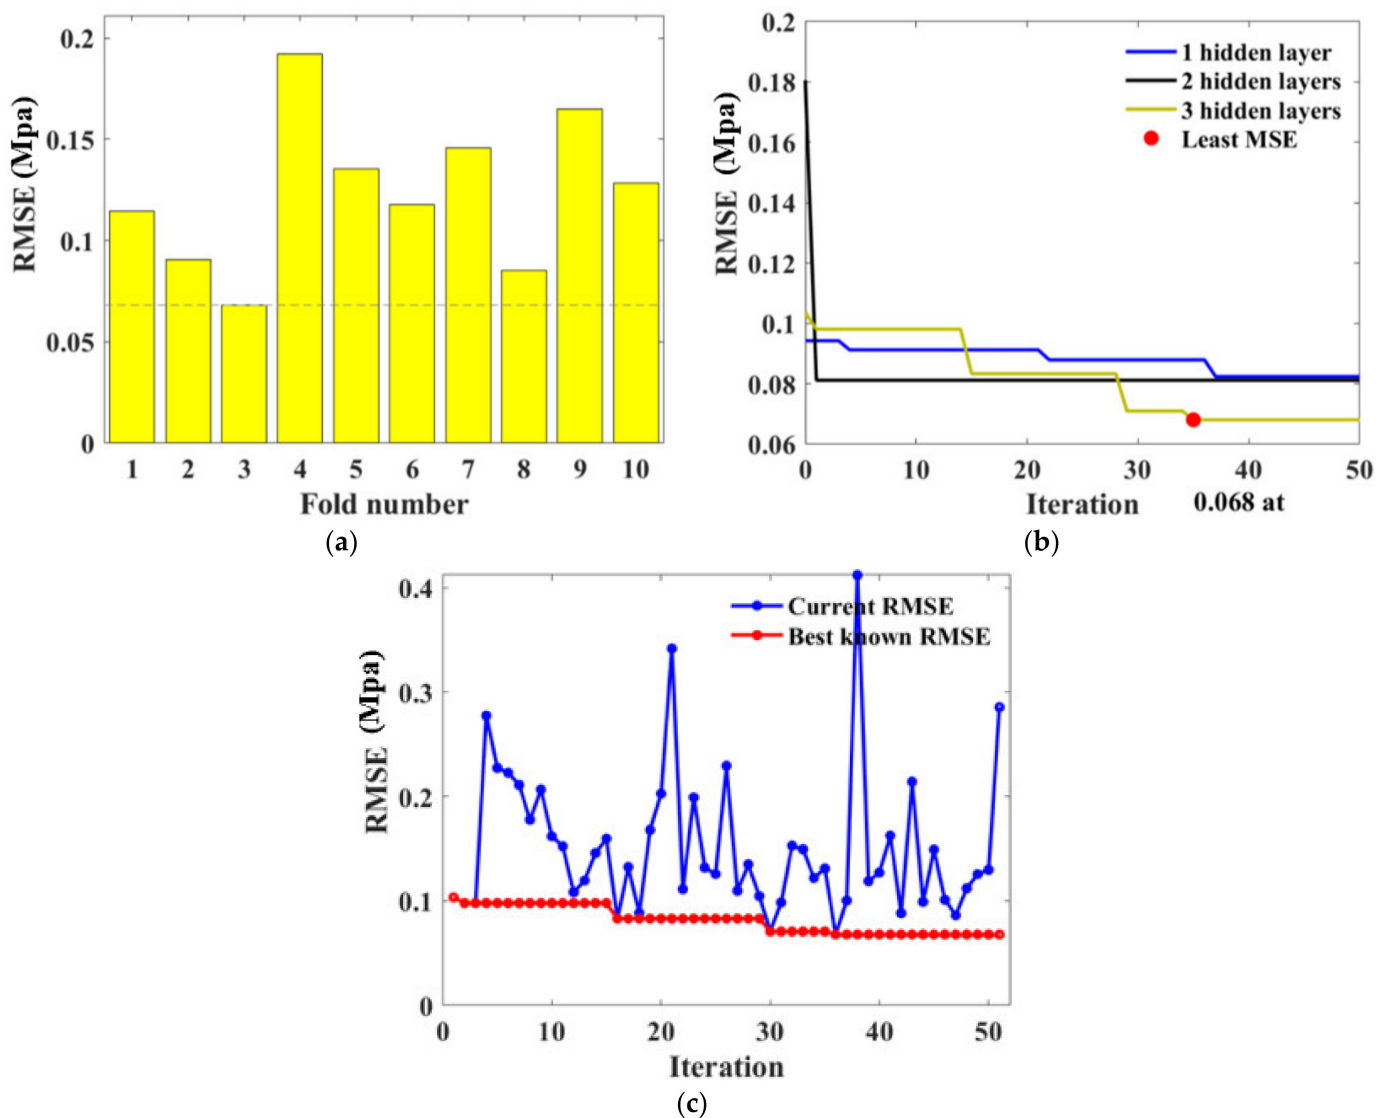 RMSE (Mpa)
0.2
0.15
0.1
0.05
0
1 2 3 4 5 6 7 8 9 10
Fold number
(a)
RMSE (Mpa)
0.2
0.18
0.16
0.14
0.12
0.1
0.08
0.06
1 hidden layer
2 hidden layers
3 hidden layers
Least MSE
0 10 20 30 40 50
Iteration 0.068 at
(b)
RMSE (Mpa)
0.4
0.3
0.2
0.1
0
Current RMSE
Best known RMSE
0 10 20 30 40 50
Iteration
(c)